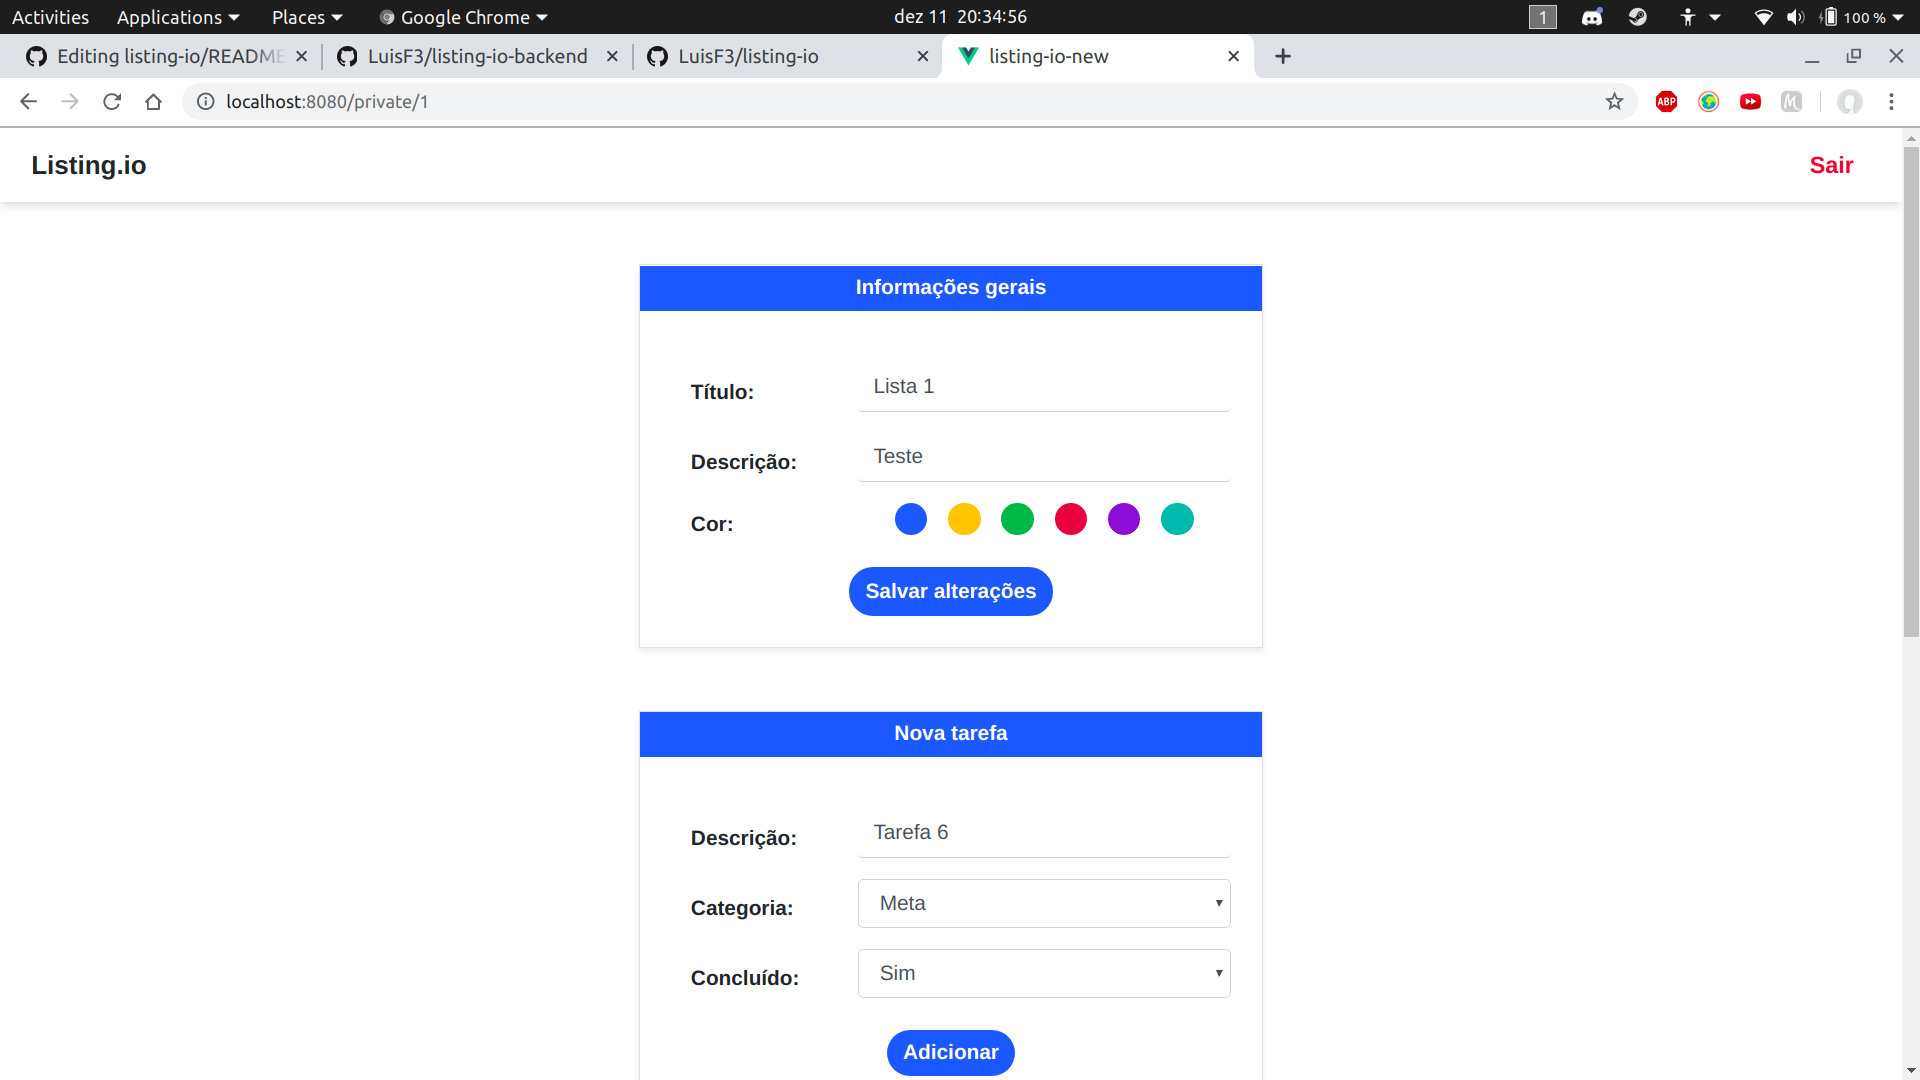 Activities Applications Places Google Chrome dez 11 20:34:56 1 100 %
Editing listing-io/README LuisF3/listing-io-backend LuisF3/listing-io listing-io-new
localhost:8080/private/1 ABP M
Listing.io Sair
Informações gerais
Título: Lista 1
Descrição: Teste
Cor:
Salvar alterações
Nova tarefa
Descrição: Tarefa 6
Categoria: Meta
Concluído: Sim
Adicionar